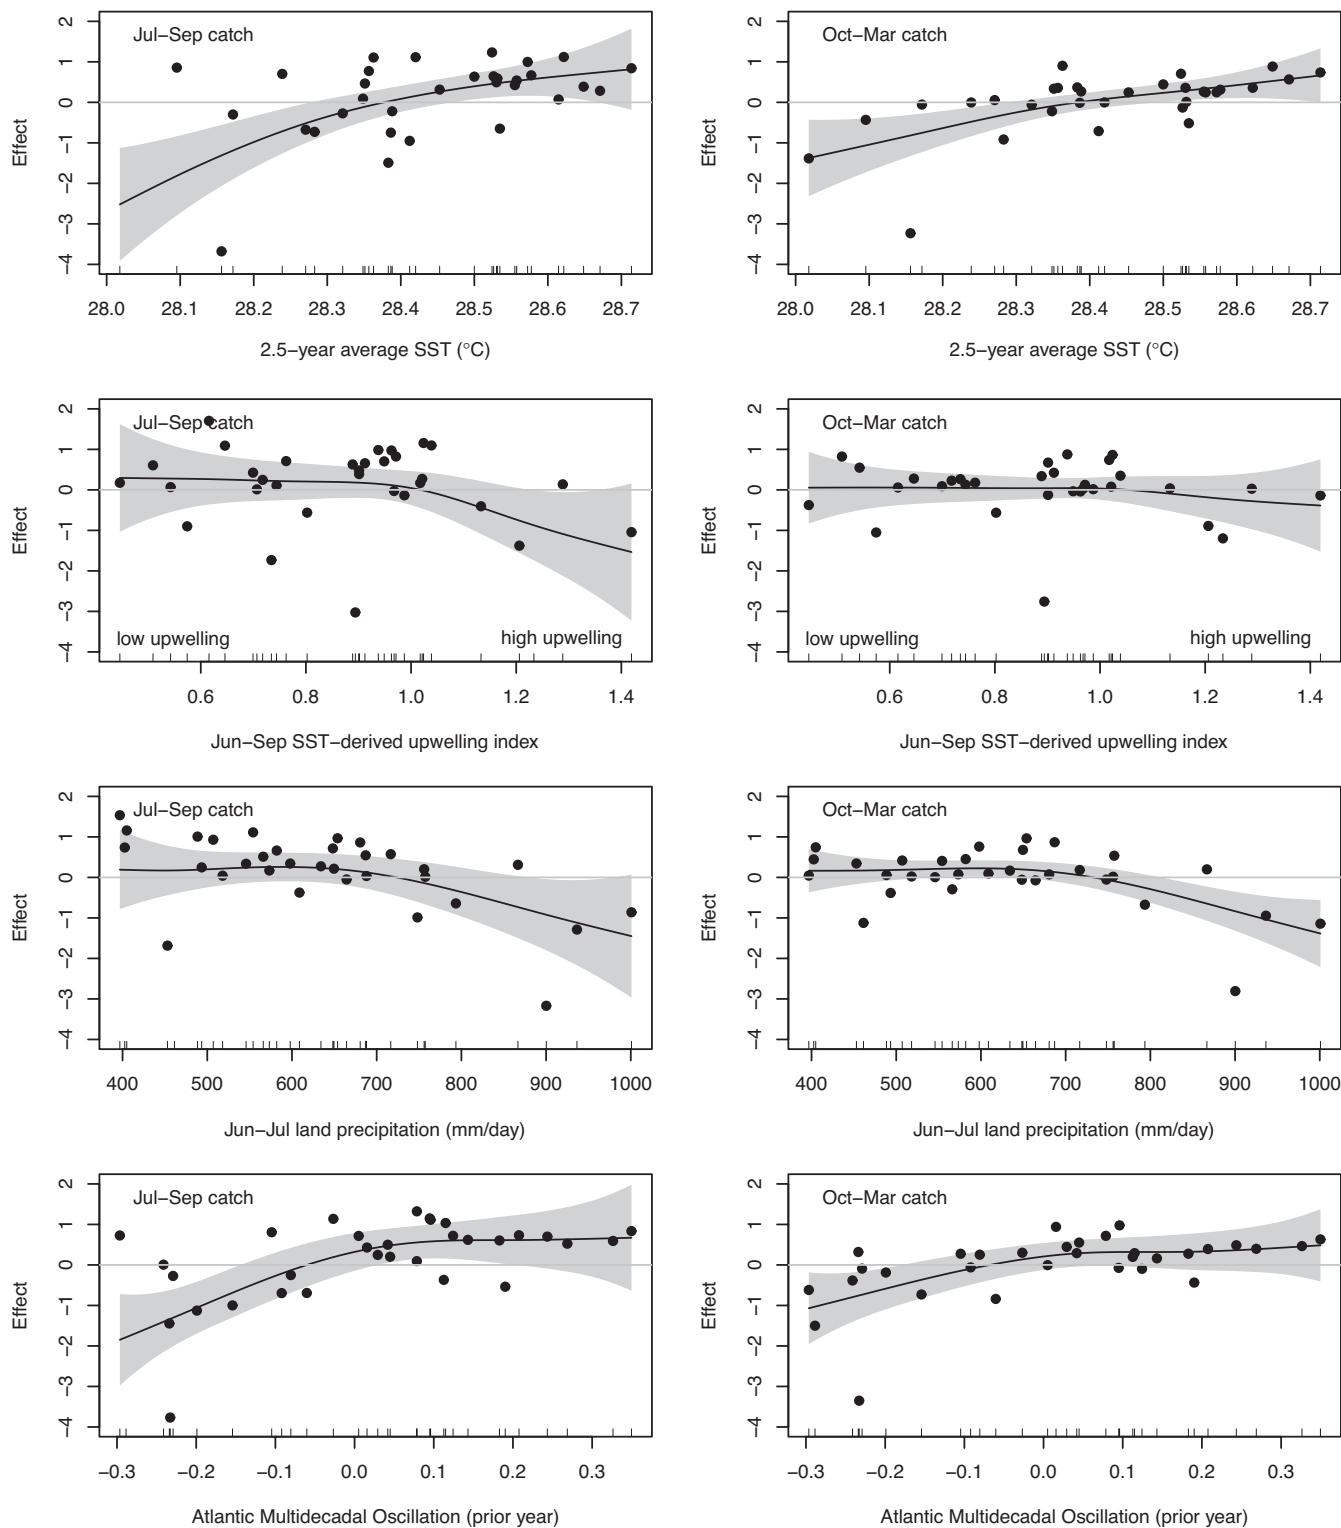 Jul–Sep catch
Effect
2
1
0
−1
−2
−3
−4
28.0 28.1 28.2 28.3 28.4 28.5 28.6 28.7
2.5−year average SST (°C)
Oct−Mar catch
Effect
2
1
0
−1
−2
−3
−4
28.0 28.1 28.2 28.3 28.4 28.5 28.6 28.7
2.5−year average SST (°C)
Jul−Sep catch
Effect
2
1
0
−1
−2
−3
−4
low upwelling high upwelling
0.6 0.8 1.0 1.2 1.4
Jun−Sep SST−derived upwelling index
Oct−Mar catch
Effect
2
1
0
−1
−2
−3
−4
low upwelling high upwelling
0.6 0.8 1.0 1.2 1.4
Jun−Sep SST−derived upwelling index
Jul−Sep catch
Effect
2
1
0
−1
−2
−3
−4
400 500 600 700 800 900 1000
Jun−Jul land precipitation (mm/day)
Oct−Mar catch
Effect
2
1
0
−1
−2
−3
−4
400 500 600 700 800 900 1000
Jun−Jul land precipitation (mm/day)
Jul−Sep catch
Effect
2
1
0
−1
−2
−3
−4
−0.3 −0.2 −0.1 0.0 0.1 0.2 0.3
Atlantic Multidecadal Oscillation (prior year)
Oct−Mar catch
Effect
2
1
0
−1
−2
−3
−4
−0.3 −0.2 −0.1 0.0 0.1 0.2 0.3
Atlantic Multidecadal Oscillation (prior year)